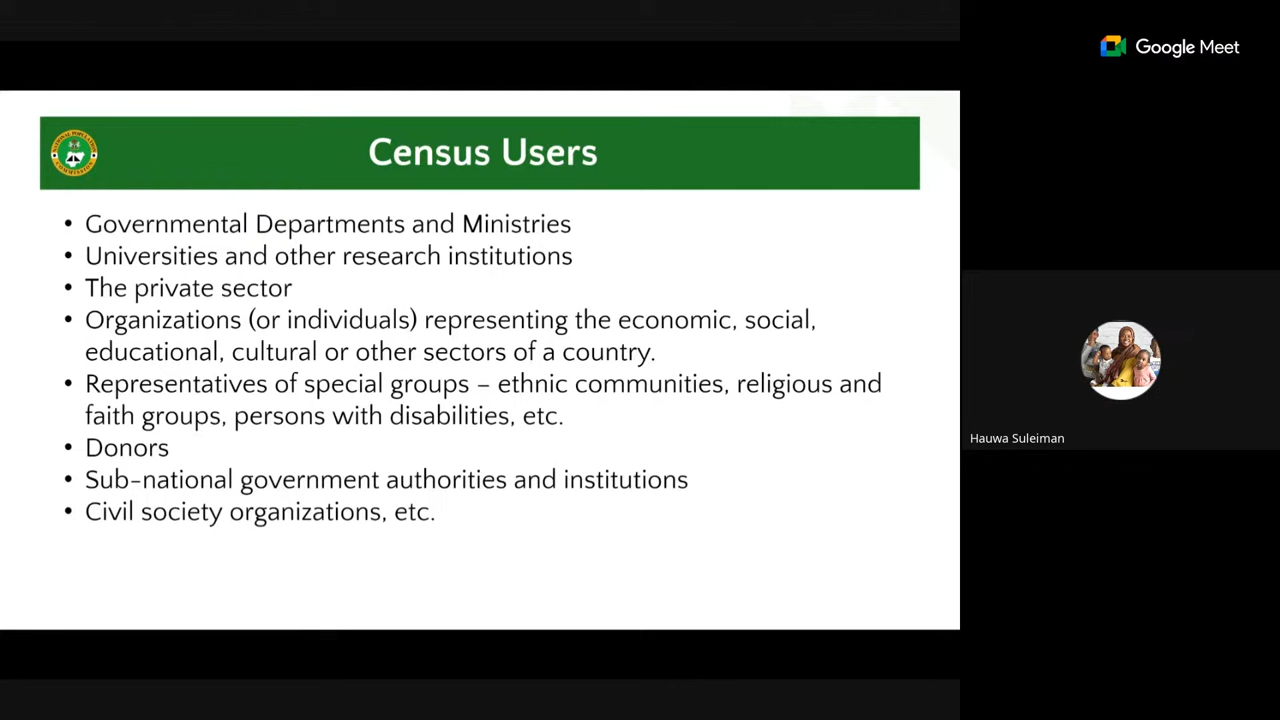 Google Meet
NATIONAL POPULATION
COMMISSION
Census Users
• Governmental Departments and Ministries
• Universities and other research institutions
• The private sector
• Organizations (or individuals) representing the economic, social,
educational, cultural or other sectors of a country.
• Representatives of special groups – ethnic communities, religious and
faith groups, persons with disabilities, etc.
• Donors
• Sub-national government authorities and institutions
• Civil society organizations, etc.
Hauwa Suleiman